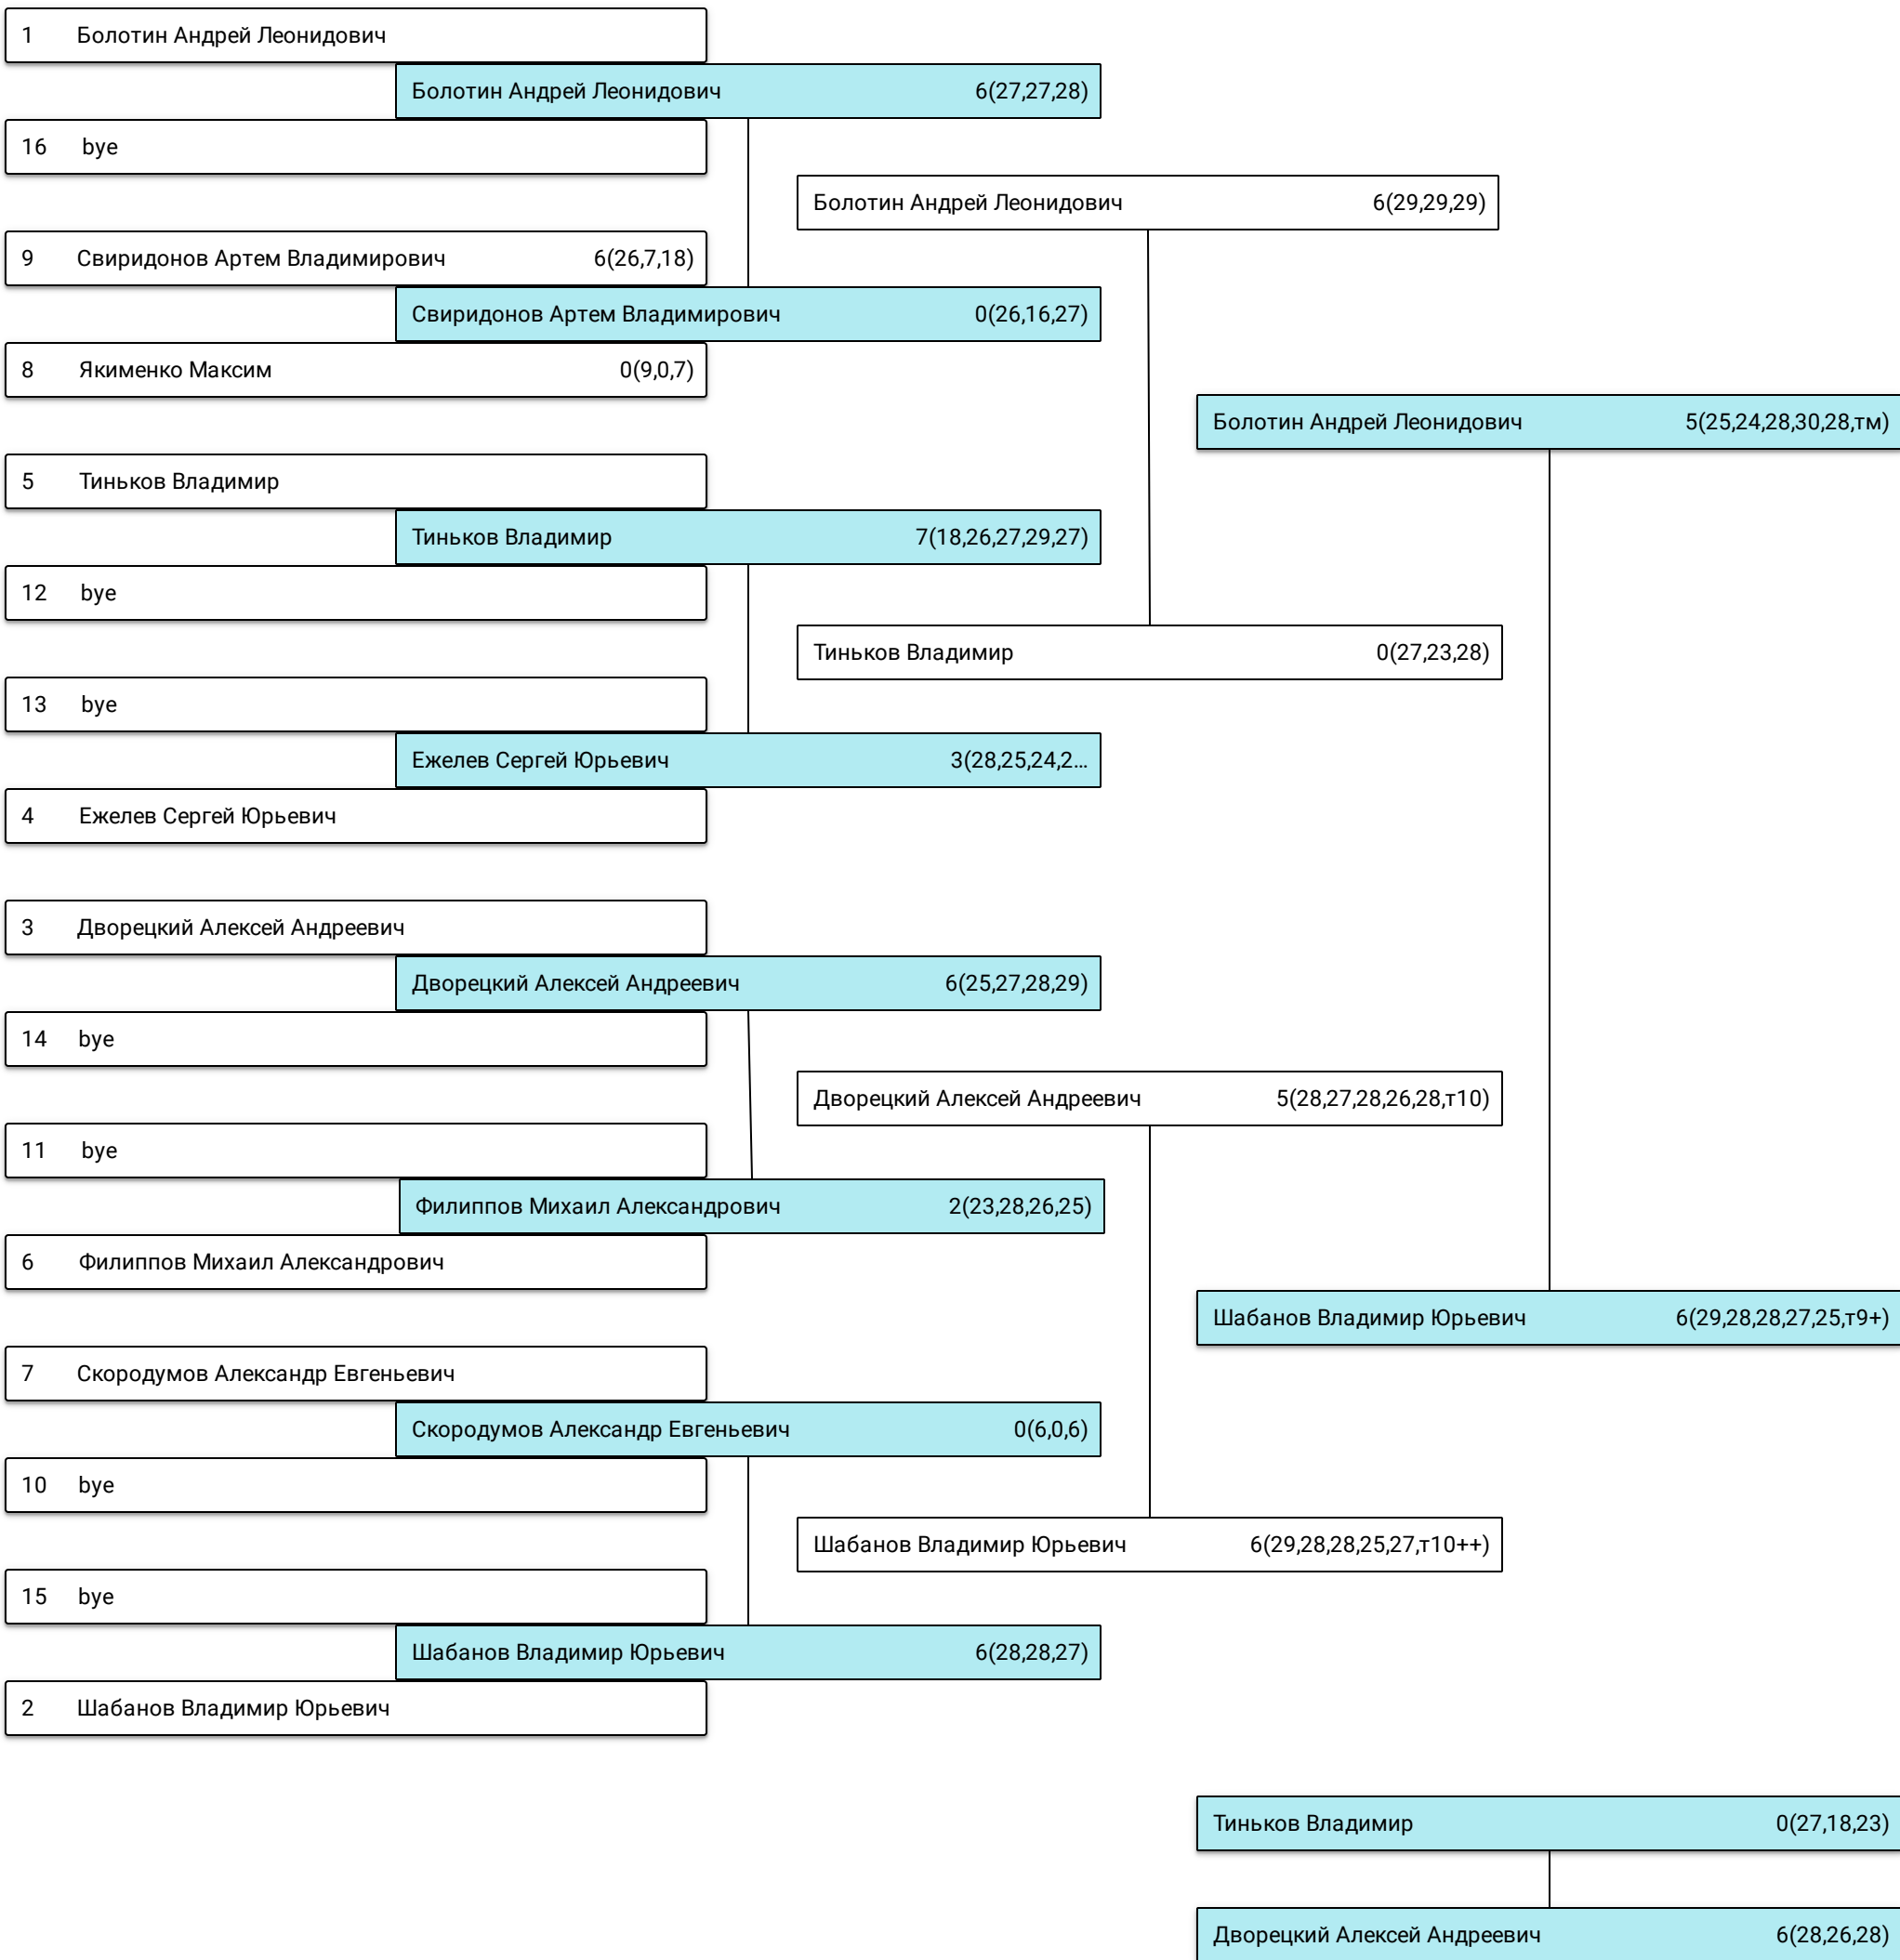 1 Болотин Андрей Леонидович
Болотин Андрей Леонидович 6(27,27,28)
16 bye
Болотин Андрей Леонидович 6(29,29,29)
9 Свиридонов Артем Владимирович 6(26,7,18)
Свиридонов Артем Владимирович 0(26,16,27)
8 Якименко Максим 0(9,0,7)
Болотин Андрей Леонидович 5(25,24,28,30,28,тм)
5 Тиньков Владимир
Тиньков Владимир 7(18,26,27,29,27)
12 bye
Тиньков Владимир 0(27,23,28)
13 bye
Ежелев Сергей Юрьевич 3(28,25,24,2...
4 Ежелев Сергей Юрьевич
3 Дворецкий Алексей Андреевич
Дворецкий Алексей Андреевич 6(25,27,28,29)
14 bye
Дворецкий Алексей Андреевич 5(28,27,28,26,28,т10)
11 bye
Филиппов Михаил Александрович 2(23,28,26,25)
6 Филиппов Михаил Александрович
Шабанов Владимир Юрьевич 6(29,28,28,27,25,т9+)
7 Скородумов Александр Евгеньевич
Скородумов Александр Евгеньевич 0(6,0,6)
10 bye
Шабанов Владимир Юрьевич 6(29,28,28,25,27,т10++)
15 bye
Шабанов Владимир Юрьевич 6(28,28,27)
2 Шабанов Владимир Юрьевич
Тиньков Владимир 0(27,18,23)
Дворецкий Алексей Андреевич 6(28,26,28)